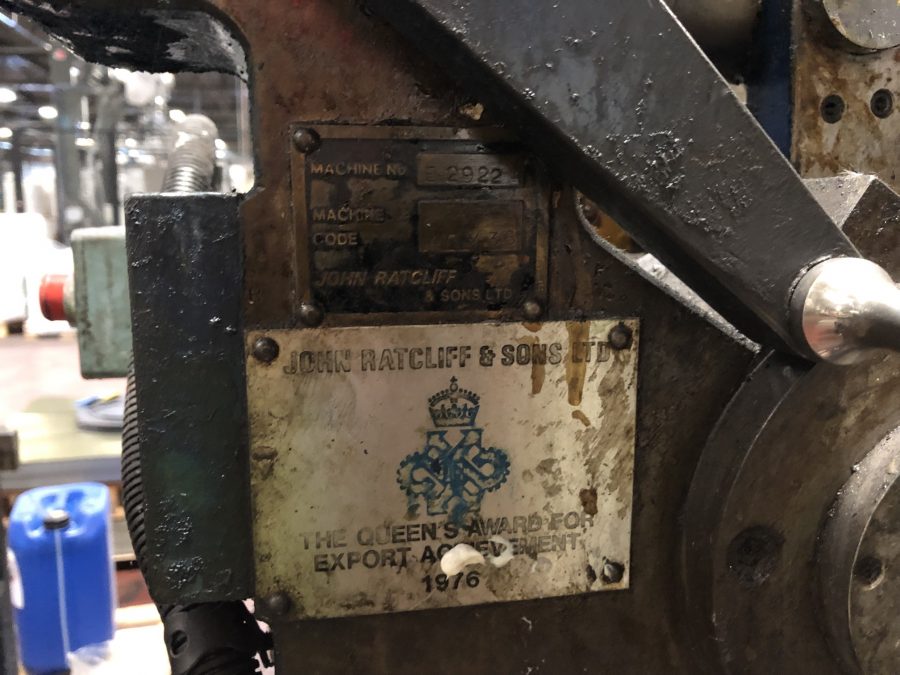 MACHINE No
2922
MACHINE
CODE
JOHN RATCLIFF
& SONS LTD
JOHN RATCLIFF & SONS LTD
THE QUEEN'S AWARD FOR
EXPORT ACHIEVEMENT
1976